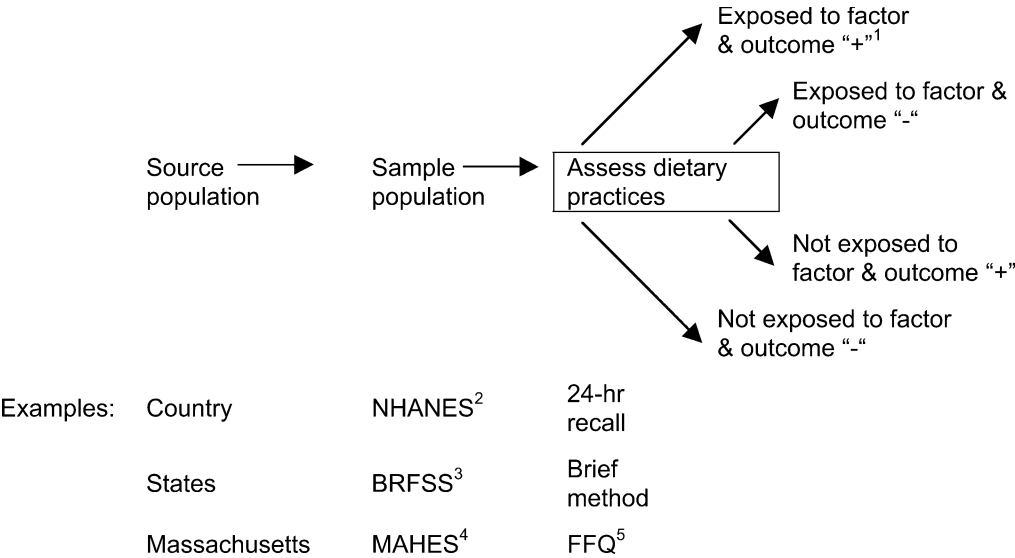 Exposed to factor
& outcome “+”1
Exposed to factor &
outcome “-“
Source
population
Sample
population
Assess dietary
practices
Not exposed to
factor & outcome “+”
Not exposed to factor
& outcome “-“
Examples:
Country
NHANES2
24-hr
recall
States
BRFSS3
Brief
method
Massachusetts
MAHES4
FFQ5